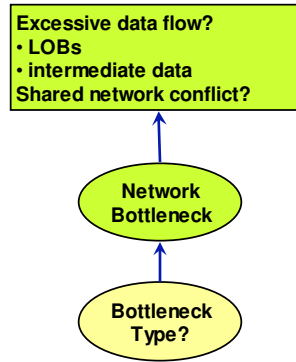 Excessive data flow?
• LOBs
• intermediate data
Shared network conflict?
Network
Bottleneck
Bottleneck
Type?